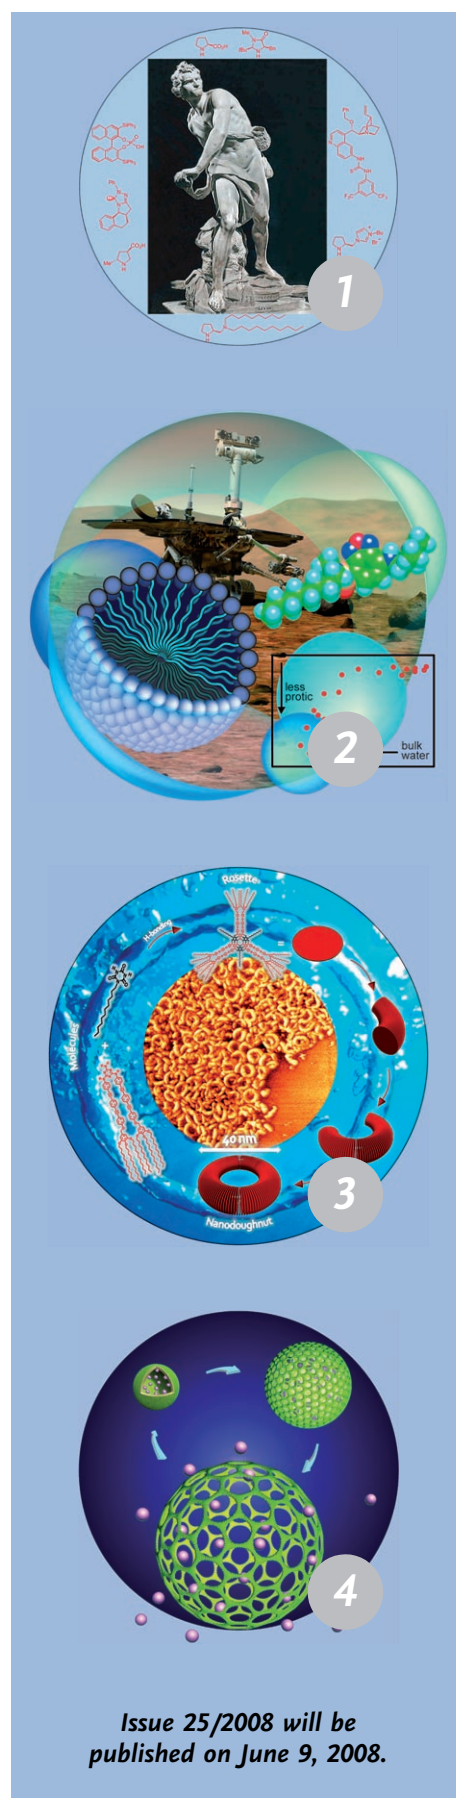 1
less
protic
bulk
water
2
Rosette
H-bonding
Molecules
+
=
40 nm
3
Nanodoughnut
4
Issue 25/2008 will be
published on June 9, 2008.